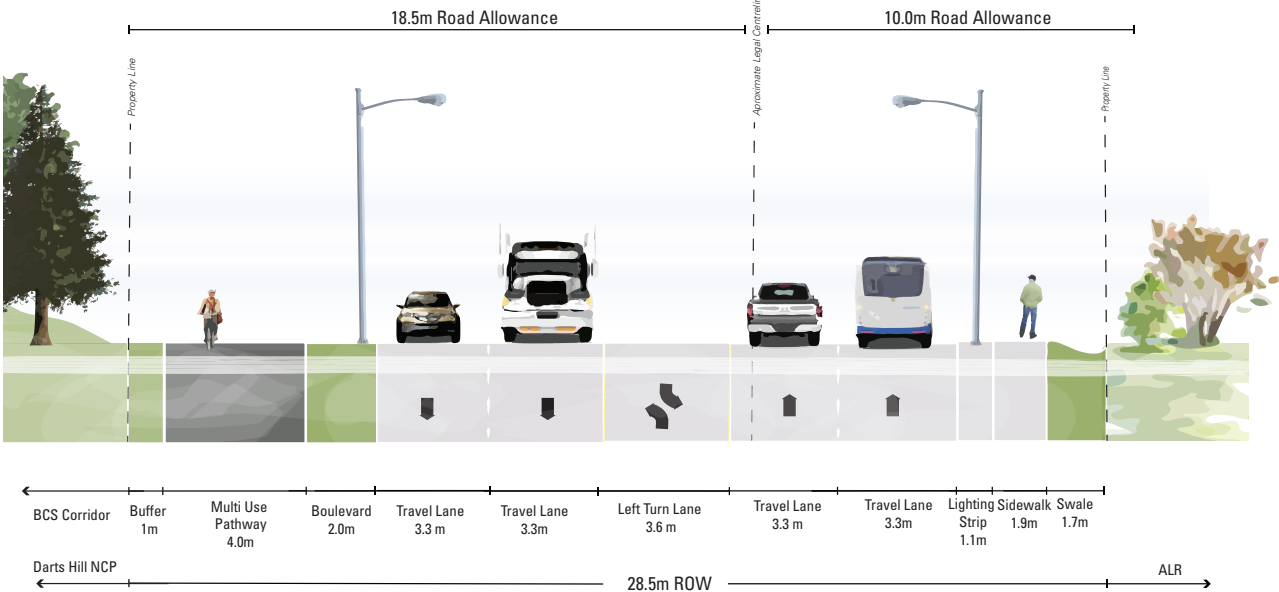 18.5m Road Allowance
10.0m Road Allowance
Property Line
Aproximate Legal
Property Line
BCS Corridor
Buffer
1m
Multi Use
Pathway
4.0m
Boulevard
2.0m
Travel Lane
3.3 m
Travel Lane
3.3m
Left Turn Lane
3.6 m
Travel Lane
3.3 m
Travel Lane
3.3m
Lighting
Strip
1.1m
Sidewalk
1.9m
Swale
1.7m
Darts Hill NCP
28.5m ROW
ALR